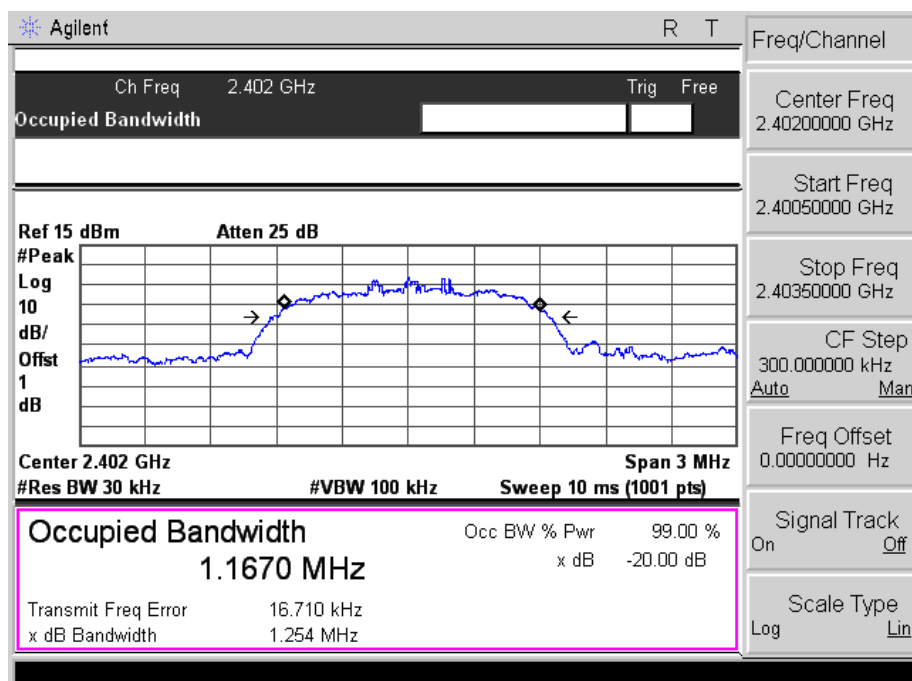 Agilent R T
Freq/Channel
Ch Freq 2.402 GHz Trig Free
Occupied Bandwidth
Center Freq
2.40200000 GHz
Start Freq
2.40050000 GHz
Stop Freq
2.40350000 GHz
CF Step
300.000000 kHz
Auto Man
Freq Offset
0.00000000 Hz
Signal Track
On Off
Scale Type
Log Lin
Ref 15 dBm Atten 25 dB
#Peak
Log
10
dB/
Offst
1
dB
Center 2.402 GHz Span 3 MHz
#Res BW 30 kHz #VBW 100 kHz Sweep 10 ms (1001 pts)
Occupied Bandwidth Occ BW % Pwr 99.00 %
1.1670 MHz x dB -20.00 dB
Transmit Freq Error 16.710 kHz
x dB Bandwidth 1.254 MHz